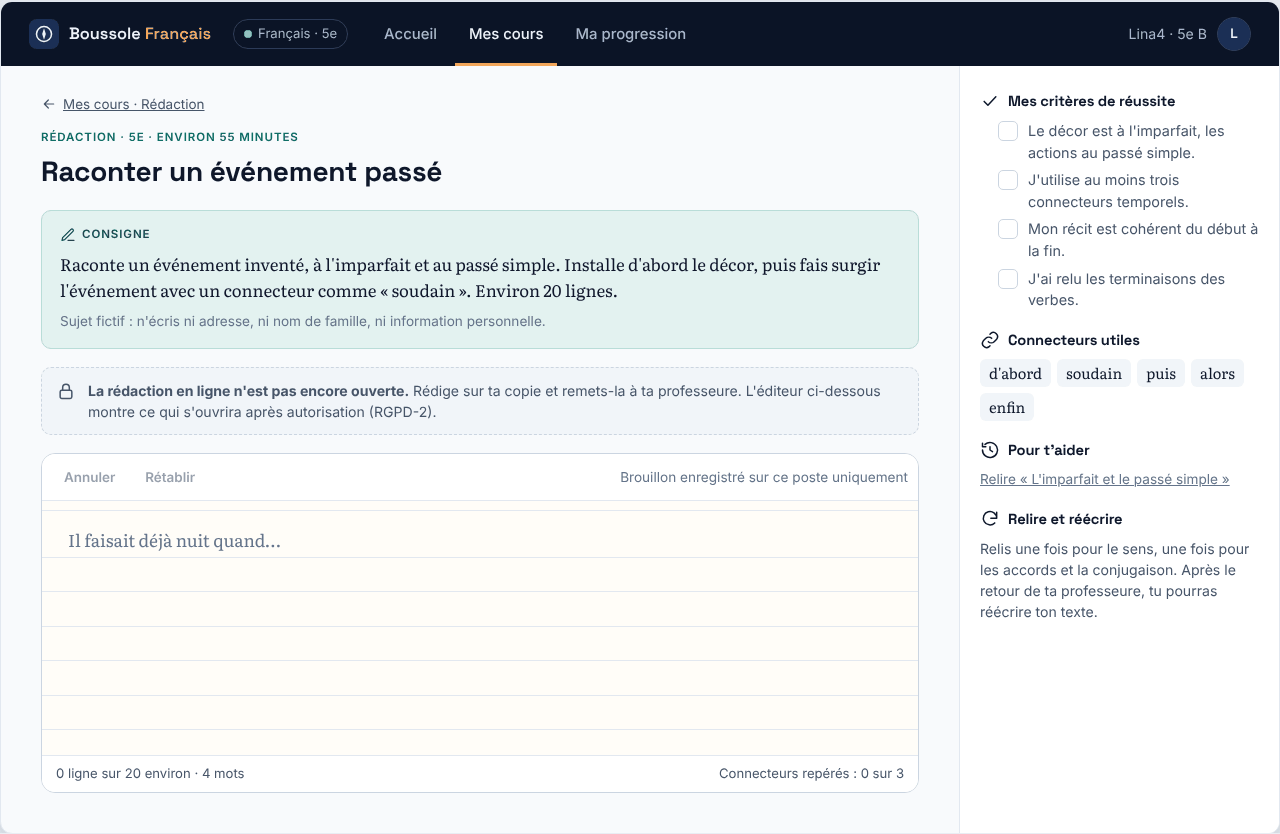 Boussole Français
Français · 5e
Accueil
Mes cours
Ma progression
Lina4 · 5e B
L
Mes cours · Rédaction
RÉDACTION · 5E · ENVIRON 55 MINUTES
Raconter un événement passé
CONSIGNE
Raconte un événement inventé, à l'imparfait et au passé simple. Installe d'abord le décor, puis fais surgir
l'événement avec un connecteur comme « soudain ». Environ 20 lignes.
Sujet fictif : n'écris ni adresse, ni nom de famille, ni information personnelle.
La rédaction en ligne n'est pas encore ouverte. Rédige sur ta copie et remets-la à ta professeure. L'éditeur ci-dessous
montre ce qui s'ouvrira après autorisation (RGPD-2).
Annuler
Rétablir
Brouillon enregistré sur ce poste uniquement
Il faisait déjà nuit quand…
0 ligne sur 20 environ · 4 mots
Connecteurs repérés : 0 sur 3
Mes critères de réussite
Le décor est à l'imparfait, les
actions au passé simple.
J'utilise au moins trois
connecteurs temporels.
Mon récit est cohérent du début à
la fin.
J'ai relu les terminaisons des
verbes.
Connecteurs utiles
d'abord
soudain
puis
alors
enfin
Pour t'aider
Relire « L'imparfait et le passé simple »
Relire et réécrire
Relis une fois pour le sens, une fois pour
les accords et la conjugaison. Après le
retour de ta professeure, tu pourras
réécrire ton texte.